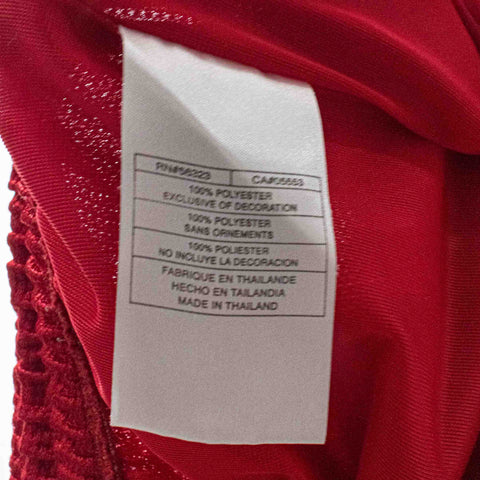 RN#56323 CA#05553
100% POLYESTER
EXCLUSIVE OF DECORATION
100% POLYESTER
SANS ORNEMENTS
100% POLIESTER
NO INCLUYE LA DECORACION
FABRIQUE EN THAILANDE
HECHO EN TAILANDIA
MADE IN THAILAND